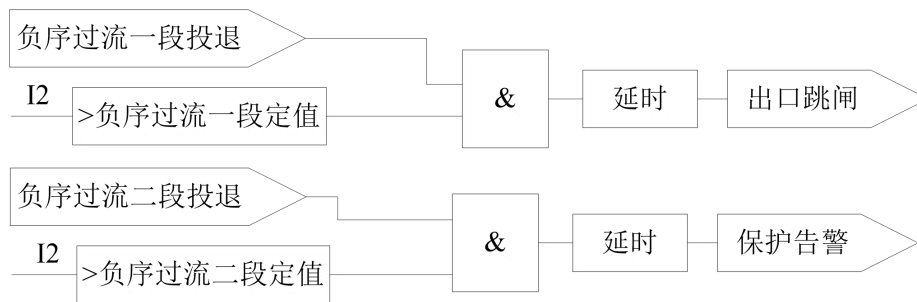 负序过流一段投退
I2
>负序过流一段定值
&
延时
出口跳闸
负序过流二段投退
I2
>负序过流二段定值
&
延时
保护告警